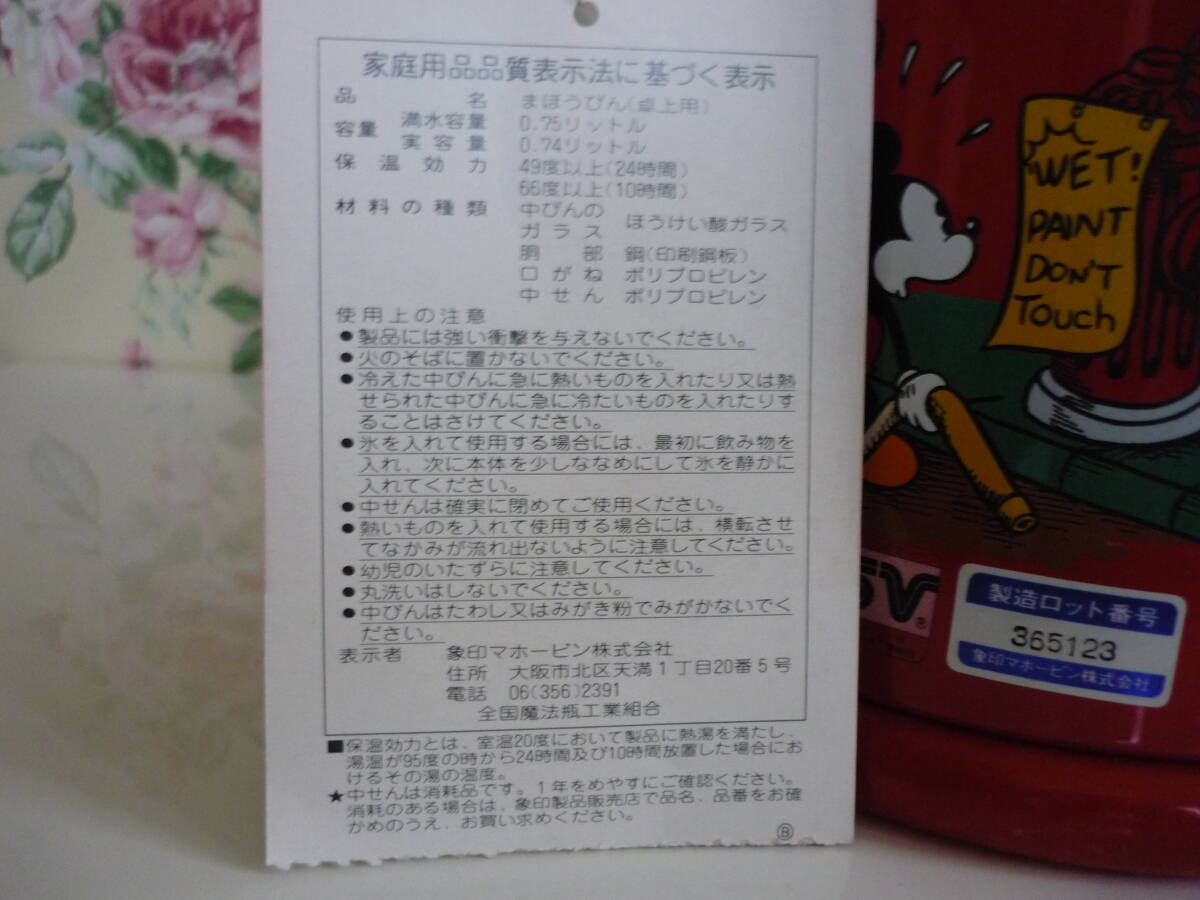 家庭用品品質表示法に基づく表示
品名 まほうびん(卓上用)
容量 満水容量 0.75リットル
実容量 0.74リットル
保温効力 49度以上(24時間)
66度以上(10時間)
材料の種類 中びんの
ガラス ほうけい酸ガラス
胴部 鋼(印刷鋼板)
口がね ポリプロピレン
中せん ポリプロピレン
使用上の注意
●製品には強い衝撃を与えないでください。
●火のそばに置かないでください。
●冷えた中びんに急に熱いものを入れたり又は熱
せられた中びんに急に冷たいものを入れたりす
ることはさけてください。
●氷を入れて使用する場合には、最初に飲み物を
入れ、次に本体を少しななめにして氷を静かに
入れてください。
●中せんは確実に閉めてご使用ください。
●熱いものを入れて使用する場合には、横転させ
てなかみが流れ出ないように注意してください。
●幼児のいたずらに注意してください。
●丸洗いはしないでください。
●中びんはたわし又はみがき粉でみがかないでく
ださい。
表示者 象印マホービン株式会社
住所 大阪市北区天満1丁目20番5号
電話 06(356)2391
全国魔法瓶工業組合
■保温効力とは、室温20度において製品に熱湯を満たし、
湯温が95度の時から24時間及び10時間放置した場合にお
けるその湯の温度。
★中せんは消耗品です。1年をめやすにご確認ください。
消耗のある場合は、象印製品販売店で品名、品番をお確
かめのうえ、お買い求めください。
Ⓑ
WET!
PAINT
DON'T
Touch
製造ロット番号
365123
象印マホービン株式会社